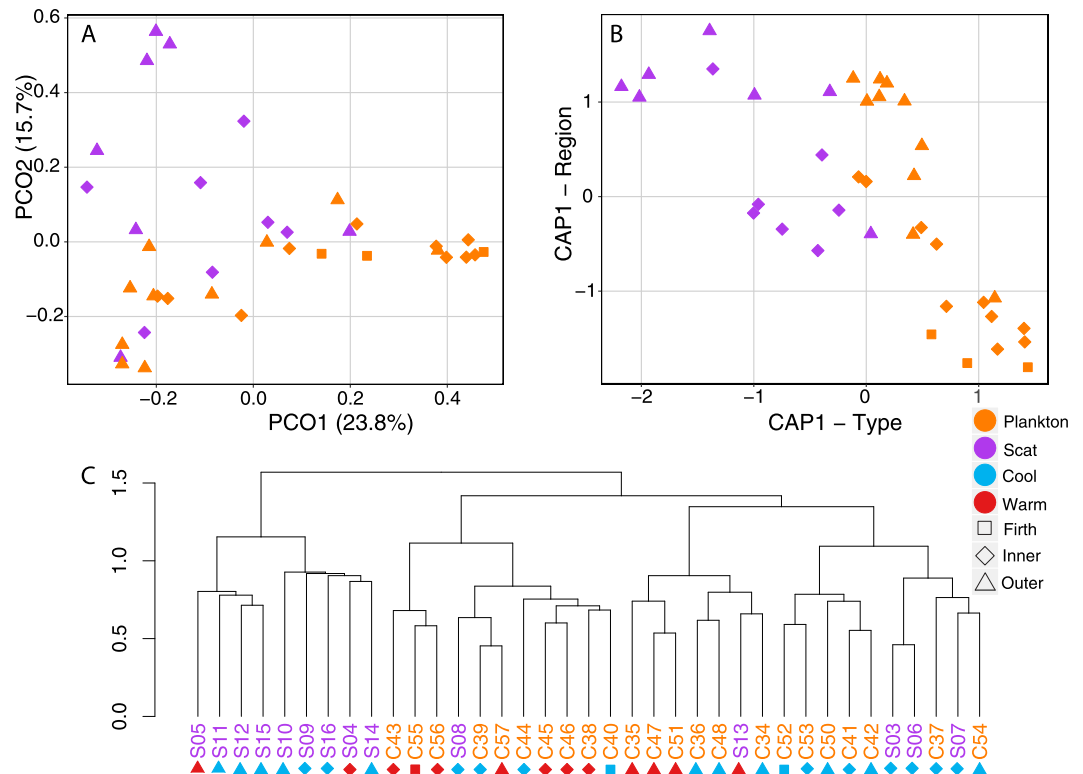 A
0.6
0.4
0.2
0.0
−0.2
PCO2 (15.7%)
−0.2
0.0
0.2
0.4
PCO1 (23.8%)
B
1
0
−1
CAP1 − Region
−2
−1
0
1
CAP1 − Type
Plankton
Scat
Cool
Warm
Firth
Inner
Outer
C
1.5
1.0
0.5
0.0
S05
S11
S12
S15
S10
S09
S16
S04
S14
C43
C55
C56
S08
C39
C57
C44
C45
C46
C38
C40
C35
C47
C51
C36
C48
S13
C34
C52
C53
C50
C41
C42
S03
S06
C37
S07
C54